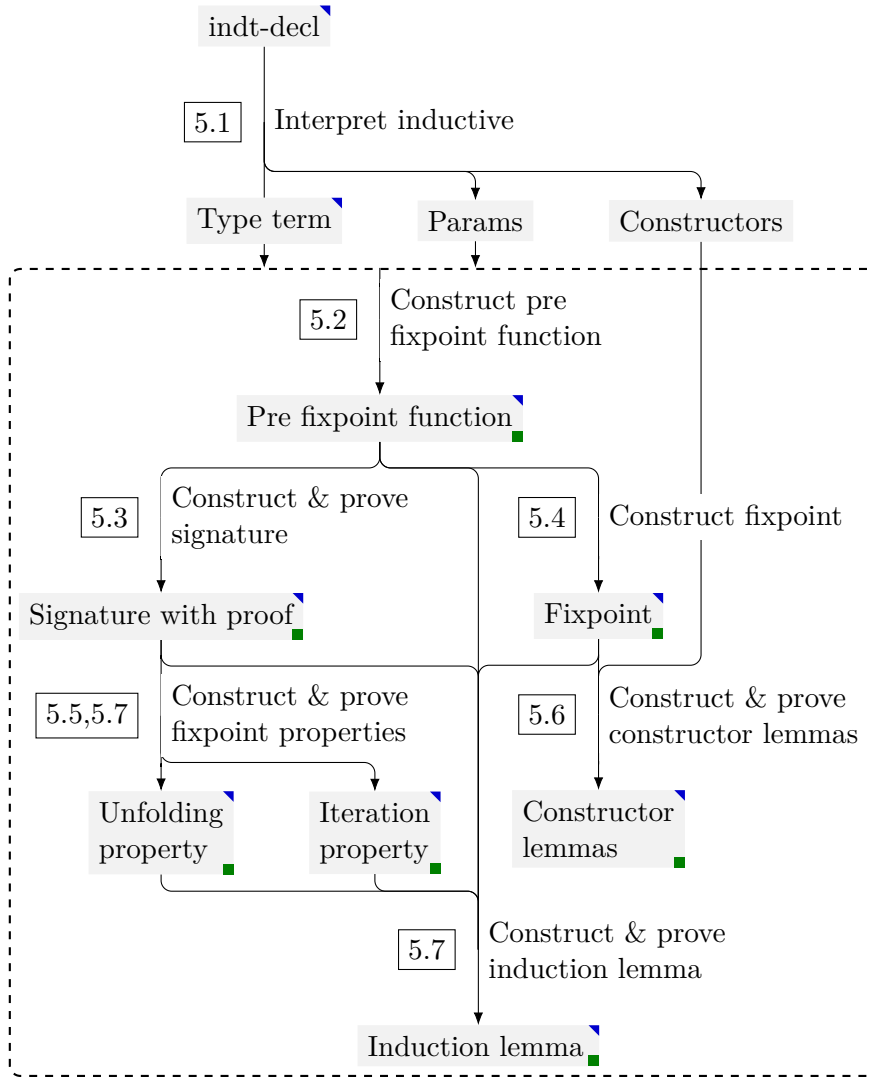 indt-decl
5.1
Interpret inductive
Type term
Params
Constructors
5.2
Construct pre
fixpoint function
Pre fixpoint function
5.3
Construct & prove
signature
5.4
Construct fixpoint
Signature with proof
Fixpoint
5.5,5.7
Construct & prove
fixpoint properties
5.6
Construct & prove
constructor lemmas
Unfolding
property
Iteration
property
Constructor
lemmas
5.7
Construct & prove
induction lemma
Induction lemma